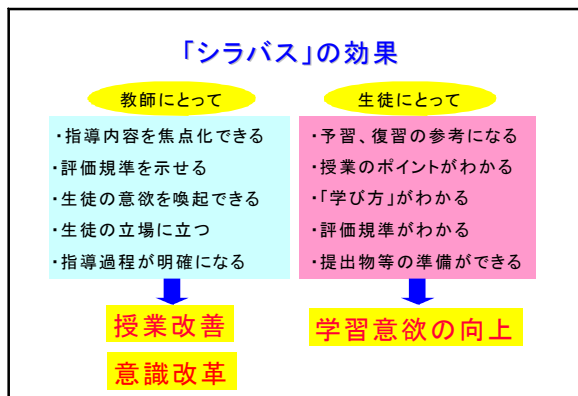 「シラバス」の効果
教師にとって
・指導内容を焦点化できる
・評価規準を示せる
・生徒の意欲を喚起できる
・生徒の立場に立つ
・指導過程が明確になる
授業改善
意識改革
生徒にとって
・予習、復習の参考になる
・授業のポイントがわかる
・「学び方」がわかる
・評価規準がわかる
・提出物等の準備ができる
学習意欲の向上